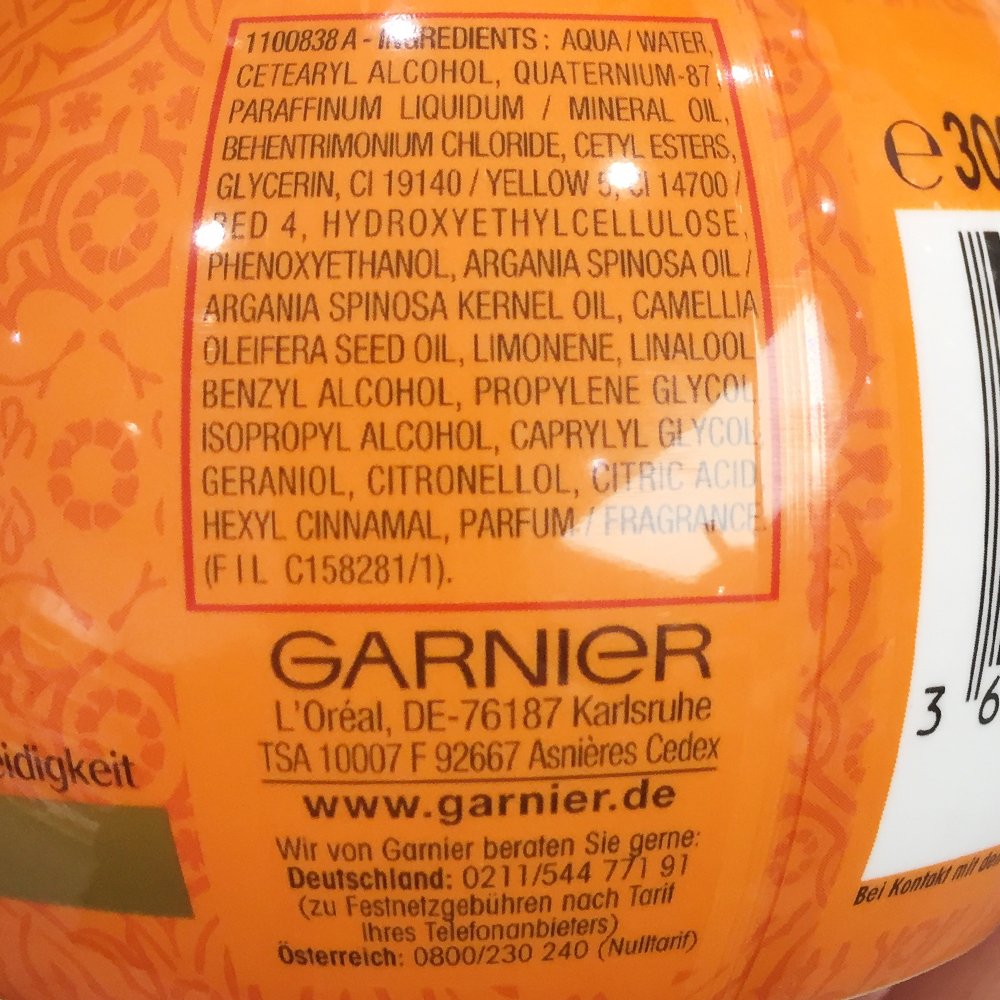 1100838 A - INGREDIENTS : AQUA / WATER,
CETEARYL ALCOHOL, QUATERNIUM-87,
PARAFFINUM LIQUIDUM / MINERAL OIL,
BEHENTRIMONIUM CHLORIDE, CETYL ESTERS,
GLYCERIN, CI 19140 / YELLOW 5, CI 14700 /
RED 4, HYDROXYETHYLCELLULOSE,
PHENOXYETHANOL, ARGANIA SPINOSA OIL /
ARGANIA SPINOSA KERNEL OIL, CAMELLIA
OLEIFERA SEED OIL, LIMONENE, LINALOOL,
BENZYL ALCOHOL, PROPYLENE GLYCOL,
ISOPROPYL ALCOHOL, CAPRYLYL GLYCOL,
GERANIOL, CITRONELLOL, CITRIC ACID,
HEXYL CINNAMAL, PARFUM / FRAGRANCE.
(F I L C158281/1).
GARNIER
L'Oréal, DE-76187 Karlsruhe
TSA 10007 F 92667 Asnières Cedex
www.garnier.de
Wir von Garnier beraten Sie gerne:
Deutschland: 0211/544 771 91
(zu Festnetzgebühren nach Tarif
Ihres Telefonanbieters)
Österreich: 0800/230 240 (Nulltarif)
eidigkeit
e 30
3 6
Bei Kontakt mit den